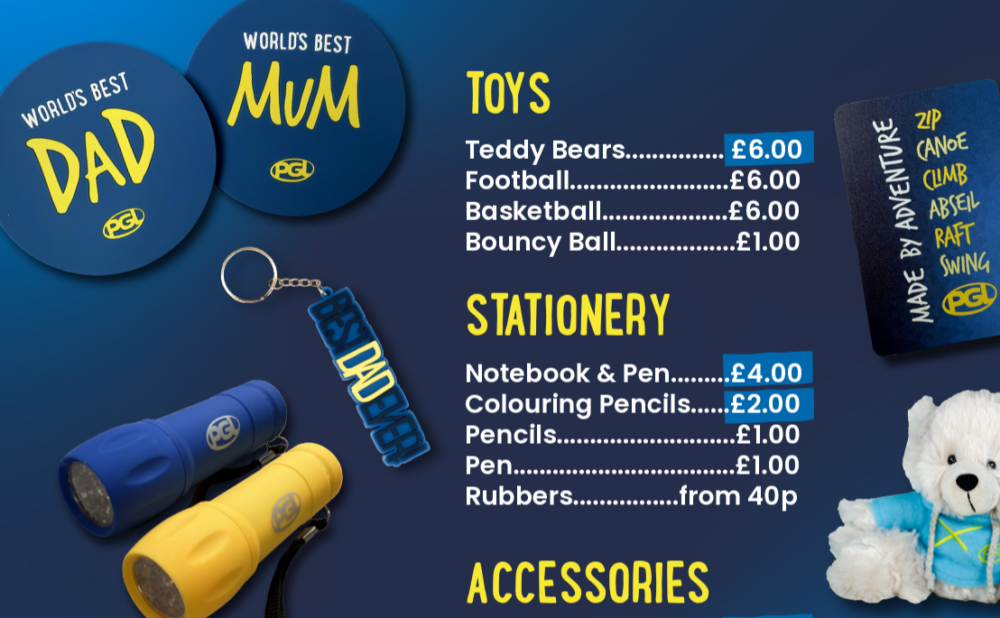 WORLD'S BEST
DAD
PGL
WORLD'S BEST
MUM
PGL
BEST DAD EVER!
PGL
PGL
TOYS
Teddy Bears............... £6.00
Football........................£6.00
Basketball...................£6.00
Bouncy Ball..................£1.00
STATIONERY
Notebook & Pen.........£4.00
Colouring Pencils......£2.00
Pencils...........................£1.00
Pen..................................£1.00
Rubbers................from 40p
ACCESSORIES
MADE BY ADVENTURE
ZIP
CANOE
CLIMB
ABSEIL
RAFT
SWING
PGL